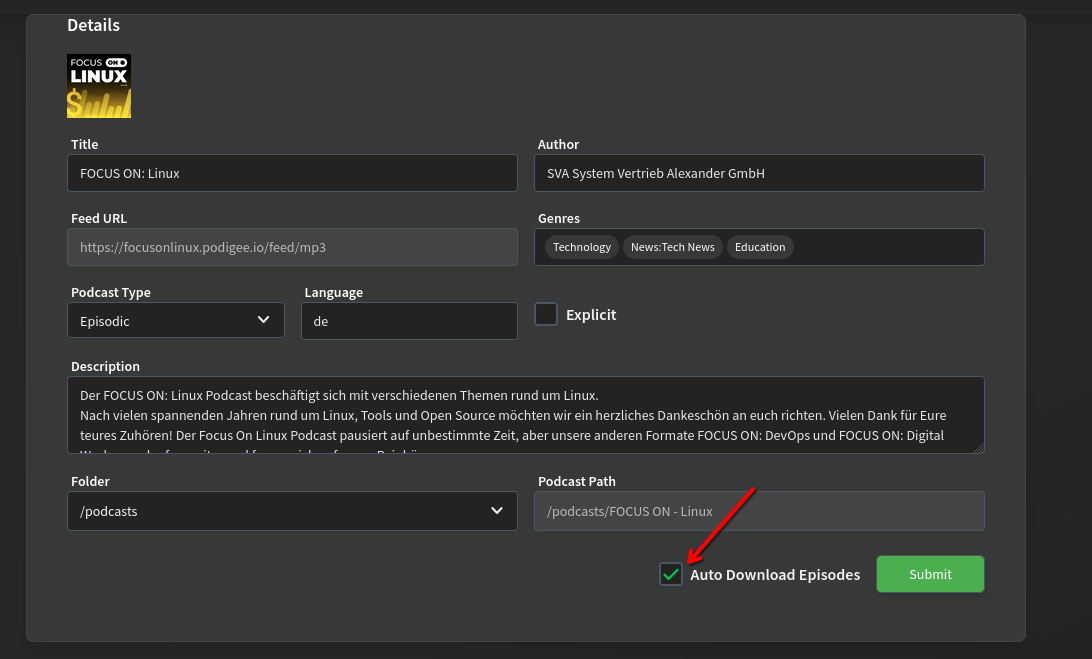 Details
FOCUS ON
LINUX
$
Title
Author
FOCUS ON: Linux
SVA System Vertrieb Alexander GmbH
Feed URL
Genres
https://focusonlinux.podigee.io/feed/mp3
Technology News:Tech News Education
Podcast Type
Language
Episodic
de
Explicit
Description
Der FOCUS ON: Linux Podcast beschäftigt sich mit verschiedenen Themen rund um Linux.
Nach vielen spannenden Jahren rund um Linux, Tools und Open Source möchten wir ein herzliches Dankeschön an euch richten. Vielen Dank für Eure
teures Zuhören! Der Focus On Linux Podcast pausiert auf unbestimmte Zeit, aber unsere anderen Formate FOCUS ON: DevOps und FOCUS ON: Digital
Folder
Podcast Path
/podcasts
/podcasts/FOCUS ON - Linux
Auto Download Episodes
Submit